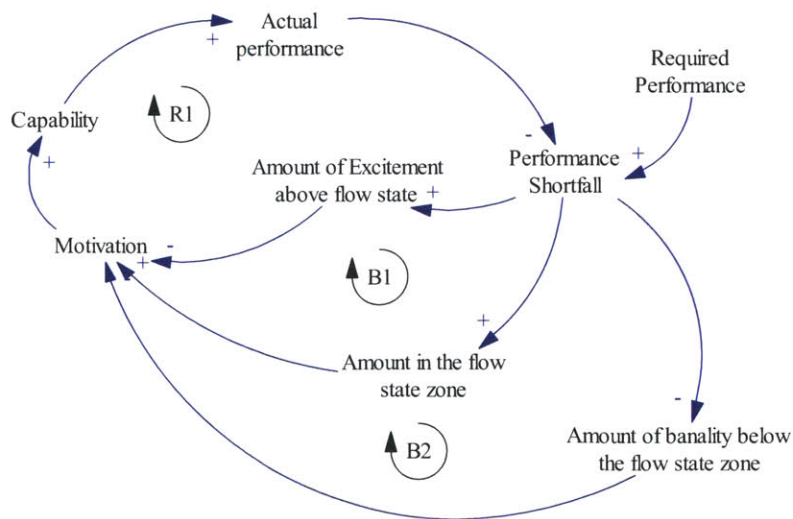 Actual
performance
+
Required
Performance
Capability
R1
-
+
+
Amount of Excitement
above flow state
+
Performance
Shortfall
Motivation
-
+
-
B1
+
Amount in the flow
state zone
-
Amount of banality below
the flow state zone
B2